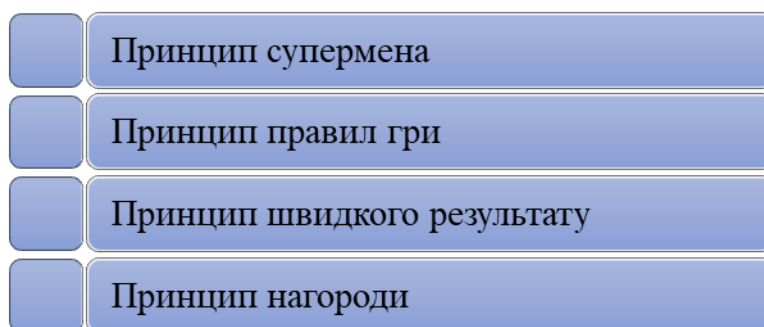 Принцип супермена
Принцип правил гри
Принцип швидкого результату
Принцип нагороди